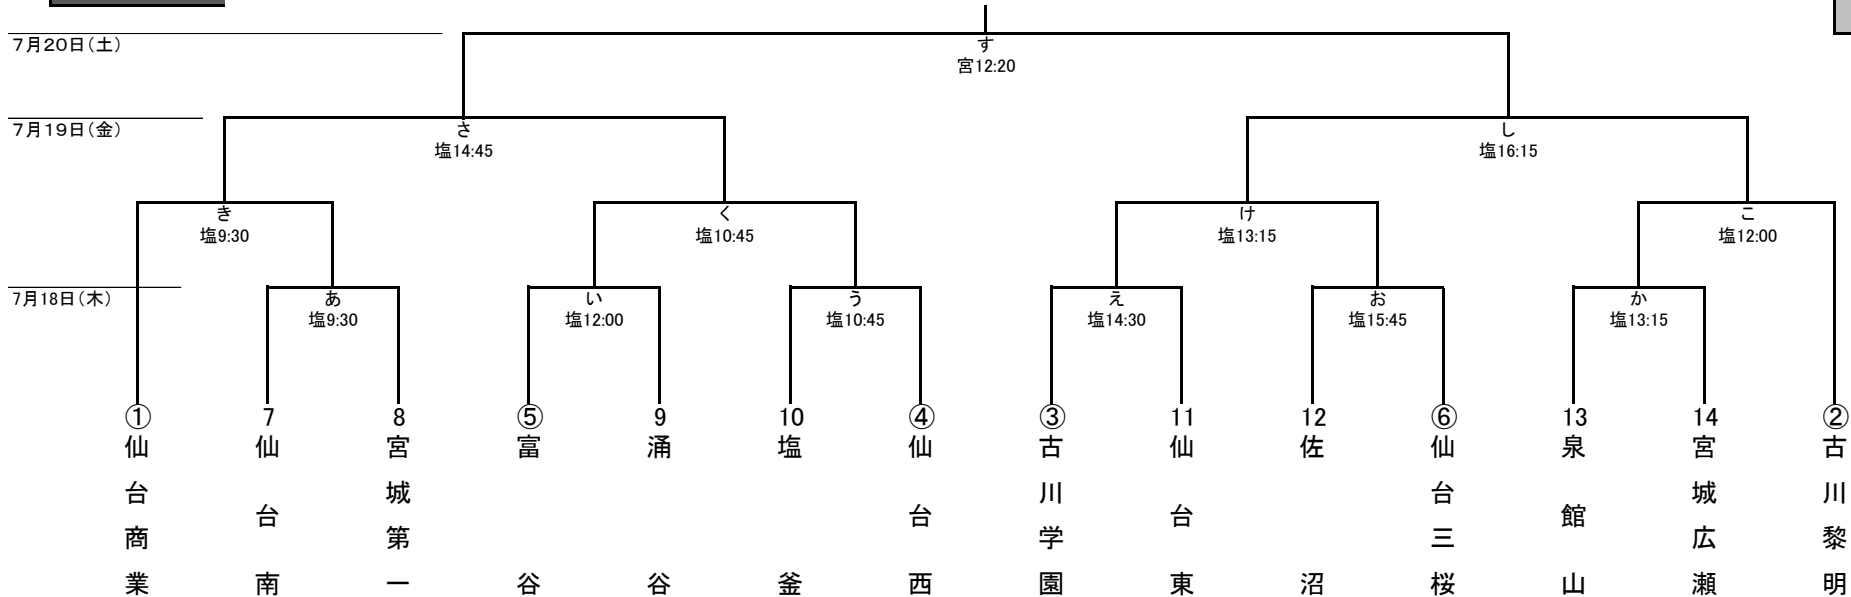 7月20日(土)
す
宮12:20
7月19日(金)
さ
塩14:45
し
塩16:15
き
塩9:30
く
塩10:45
け
塩13:15
こ
塩12:00
7月18日(木)
あ
塩9:30
い
塩12:00
う
塩10:45
え
塩14:30
お
塩15:45
か
塩13:15
① 7 8 ⑤ 9 10 ④ ③ 11 12 ⑥ 13 14 ②
仙台商業
仙台南
宮城第一
富谷
涌谷
塩釜
仙台西
古川学園
仙台東
佐沼
仙台三桜
泉館山
宮城広瀬
古川黎明